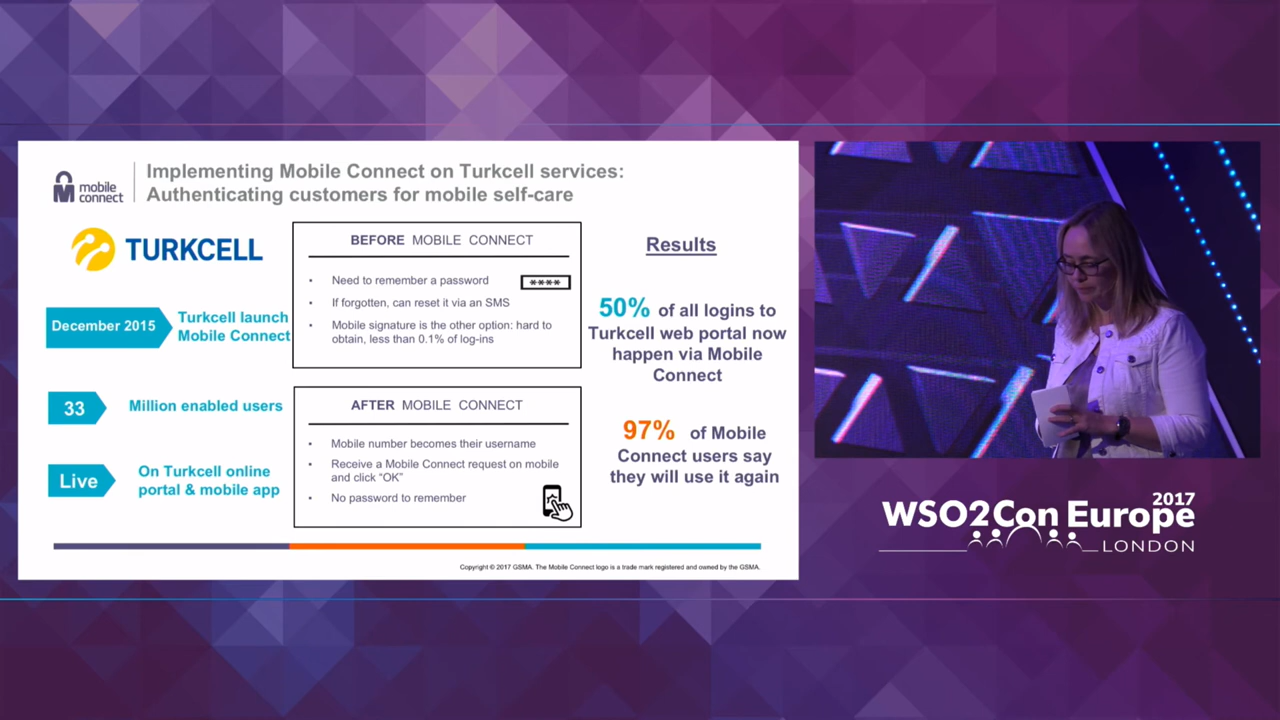 mobile
connect
Implementing Mobile Connect on Turkcell services:
Authenticating customers for mobile self-care
TURKCELL
December 2015
Turkcell launch
Mobile Connect
33
Million enabled users
Live
On Turkcell online
portal & mobile app
BEFORE MOBILE CONNECT
• Need to remember a password
****
• If forgotten, can reset it via an SMS
• Mobile signature is the other option: hard to
obtain, less than 0.1% of log-ins
AFTER MOBILE CONNECT
• Mobile number becomes their username
• Receive a Mobile Connect request on mobile
and click “OK”
• No password to remember
Results
50% of all logins to
Turkcell web portal now
happen via Mobile
Connect
97% of Mobile
Connect users say
they will use it again
Copyright © 2017 GSMA. The Mobile Connect logo is a trade mark registered and owned by the GSMA.
2017
WSO2Con Europe
LONDON